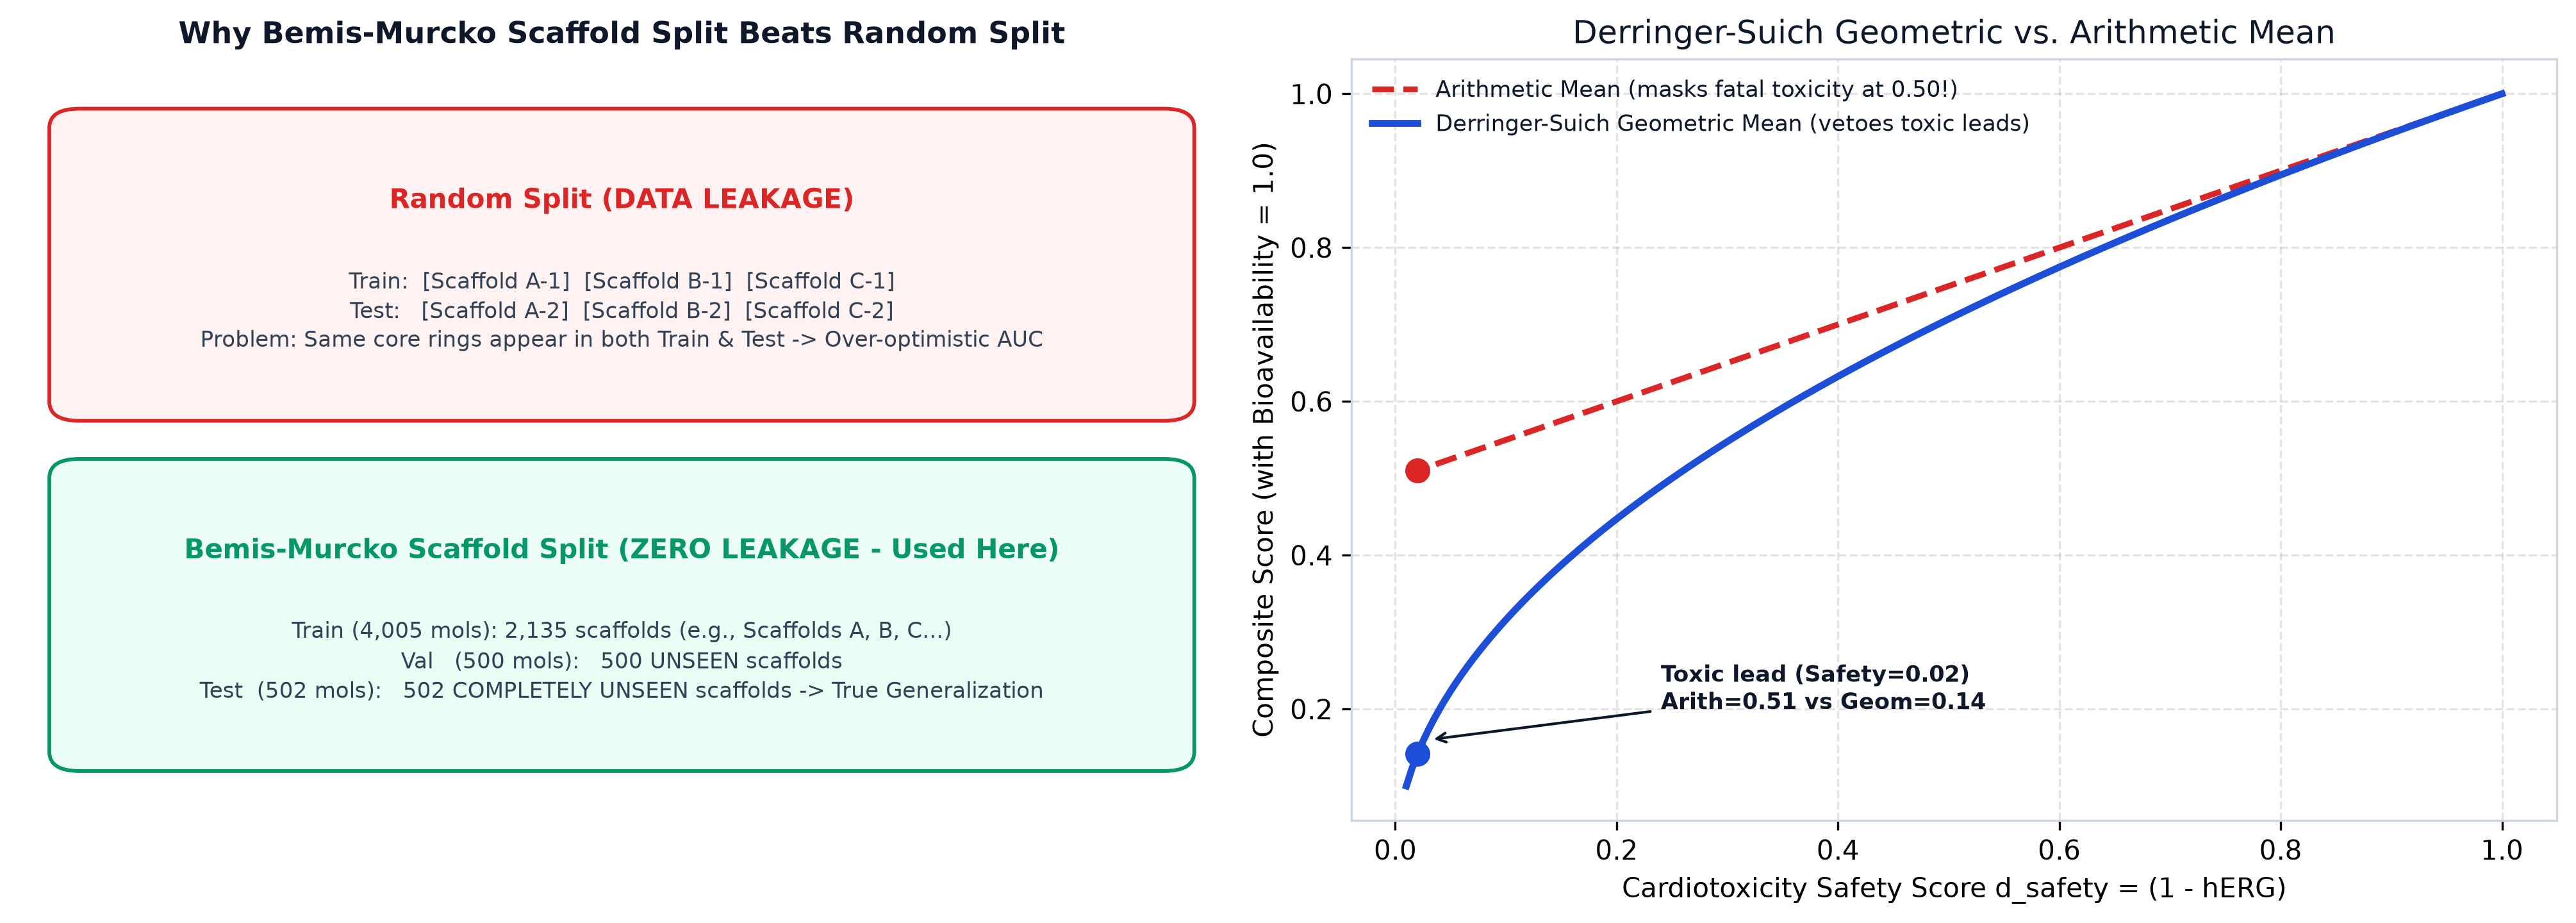 Why Bemis-Murcko Scaffold Split Beats Random Split
Random Split (DATA LEAKAGE)
Train:  [Scaffold A-1]  [Scaffold B-1]  [Scaffold C-1]
Test:   [Scaffold A-2]  [Scaffold B-2]  [Scaffold C-2]
Problem: Same core rings appear in both Train & Test -> Over-optimistic AUC
Bemis-Murcko Scaffold Split (ZERO LEAKAGE - Used Here)
Train (4,005 mols): 2,135 scaffolds (e.g., Scaffolds A, B, C...)
Val   (500 mols):   500 UNSEEN scaffolds
Test  (502 mols):   502 COMPLETELY UNSEEN scaffolds -> True Generalization
Derringer-Suich Geometric vs. Arithmetic Mean
Arithmetic Mean (masks fatal toxicity at 0.50!)
Derringer-Suich Geometric Mean (vetoes toxic leads)
Composite Score (with Bioavailability = 1.0)
1.0
0.8
0.6
0.4
0.2
Toxic lead (Safety=0.02)
Arith=0.51 vs Geom=0.14
0.0 0.2 0.4 0.6 0.8 1.0
Cardiotoxicity Safety Score d_safety = (1 - hERG)